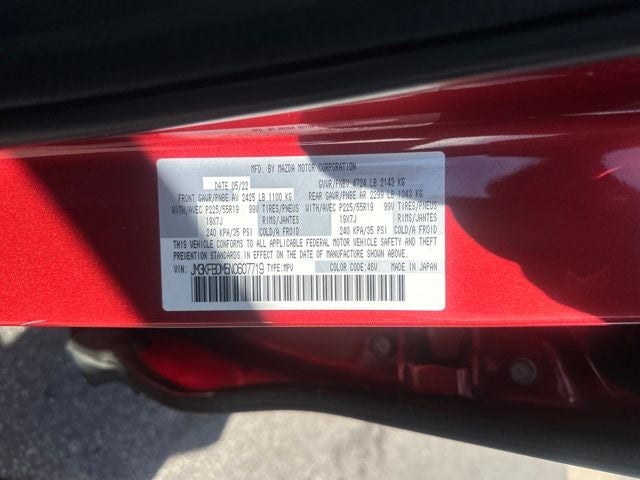 MFD. BY MAZDA MOTOR CORPORATION
DATE 05/22 GVWR/PNBV 4724 LB 2143 KG
FRONT GAWR/PNBE AV 2425 LB 1100 KG REAR GAWR/PNBE AR 2299 LB 1043 KG
WITH/AVEC P225/55R19 99V TIRES/PNEUS WITH/AVEC P225/55R19 99V TIRES/PNEUS
19X7J RIMS/JANTES 19X7J RIMS/JANTES
240 KPA/35 PSI COLD/A FROID 240 KPA/35 PSI COLD/A FROID
THIS VEHICLE CONFORMS TO ALL APPLICABLE FEDERAL MOTOR VEHICLE SAFETY AND THEFT
PREVENTION STANDARDS IN EFFECT ON THE DATE OF MANUFACTURE SHOWN ABOVE.
VIN: JM3KFBDM5N0607719 TYPE:MPV COLOR CODE:46V MADE IN JAPAN